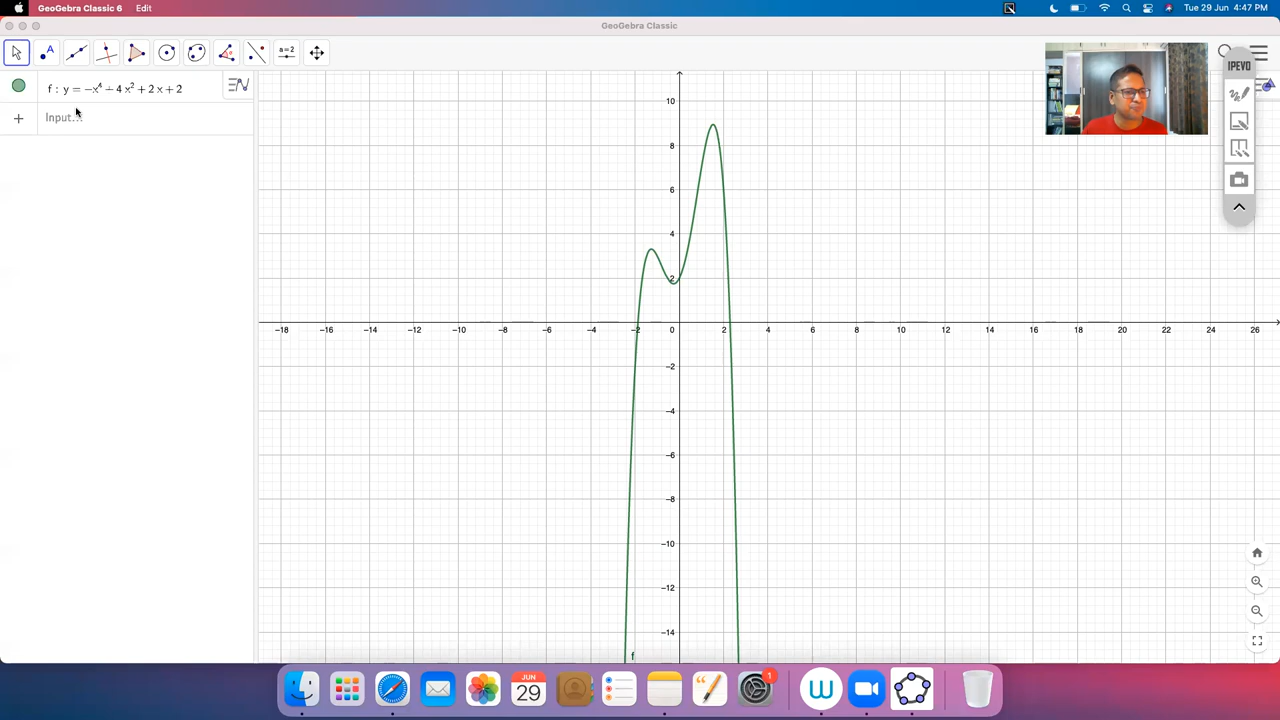 GeoGebra Classic 6 Edit
Tue 29 Jun 4:47 PM
GeoGebra Classic
a=2
IPEVO
f : y = −x⁴ + 4 x² + 2 x + 2
Input...
10
8
6
4
2
−18 −16 −14 −12 −10 −8 −6 −4 −2 0 2 4 6 8 10 12 14 16 18 20 22 24 26
−2
−4
−6
−8
−10
−12
−14
f
JUN
29
1
W